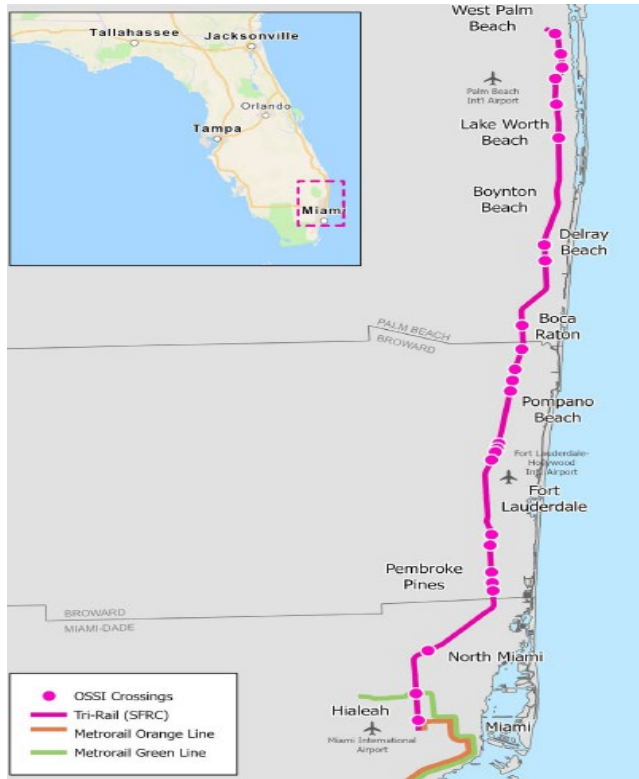 West Palm
Beach
Tallahassee
Jacksonville
Orlando
Tampa
Miami
Palm Beach
Int'l Airport
Lake Worth
Beach
Boynton
Beach
Delray
Beach
Boca
Raton
PALM BEACH
BROWARD
Pompano
Beach
Fort Lauderdale-
Hollywood
Int'l Airport
Fort
Lauderdale
Pembroke
Pines
BROWARD
MIAMI-DADE
North Miami
Hialeah
Miami
Miami International
Airport
OSSI Crossings
Tri-Rail (SFRC)
Metrorail Orange Line
Metrorail Green Line